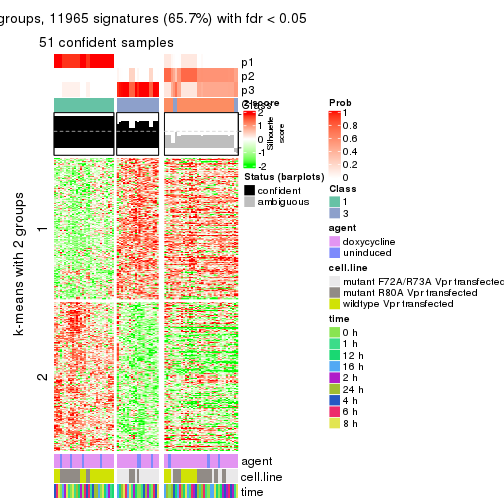 groups, 11965 signatures (65.7%) with fdr < 0.05
51 confident samples
p1
p2
p3
Class
z-score
2
1
0
-1
-2
Silhouette
score
Status (barplots)
confident
ambiguous
Prob
1
0.8
0.6
0.4
0.2
0
Class
1
3
agent
doxycycline
uninduced
cell.line
mutant F72A/R73A Vpr transfected
mutant R80A Vpr transfected
wildtype Vpr transfected
time
0 h
1 h
12 h
16 h
2 h
24 h
4 h
6 h
8 h
k-means with 2 groups
1
2
agent
cell.line
time